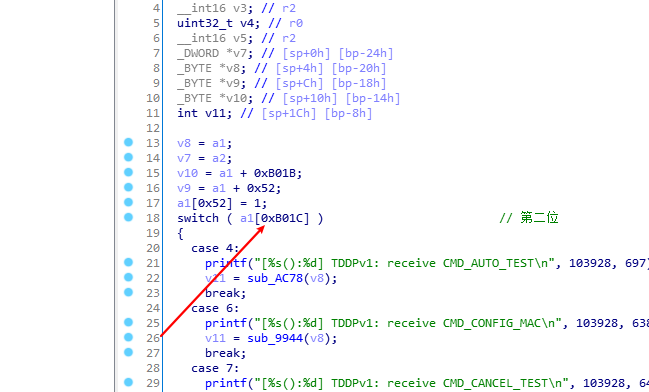 4 __int16 v3; // r2
5 uint32_t v4; // r0
6 __int16 v5; // r2
7 _DWORD *v7; // [sp+0h] [bp-24h]
8 _BYTE *v8; // [sp+4h] [bp-20h]
9 _BYTE *v9; // [sp+Ch] [bp-18h]
10 _BYTE *v10; // [sp+10h] [bp-14h]
11 int v11; // [sp+1Ch] [bp-8h]
12
13 v8 = a1;
14 v7 = a2;
15 v10 = a1 + 0xB01B;
16 v9 = a1 + 0x52;
17 a1[0x52] = 1;
18 switch ( a1[0xB01C] ) // 第二位
19 {
20 case 4:
21 printf("[%s():%d] TDDPv1: receive CMD_AUTO_TEST\n", 103928, 697)
22 v11 = sub_AC78(v8);
23 break;
24 case 6:
25 printf("[%s():%d] TDDPv1: receive CMD_CONFIG_MAC\n", 103928, 638
26 v11 = sub_9944(v8);
27 break;
28 case 7:
29 printf("[%s():%d] TDDPv1: receive CMD_CANCEL_TEST\n", 103928, 64